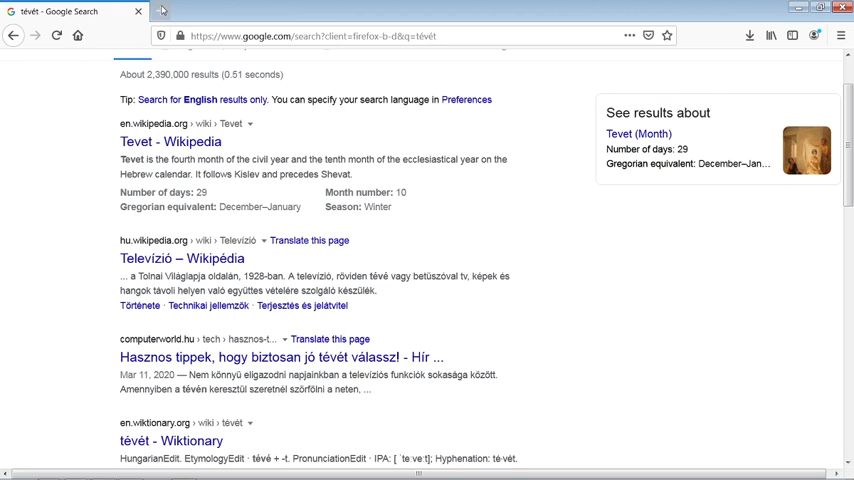 tévét - Google Search
https://www.google.com/search?client=firefox-b-d&q=tévét
About 2,390,000 results (0.51 seconds)
Tip: Search for English results only. You can specify your search language in Preferences
en.wikipedia.org › wiki › Tevet
Tevet - Wikipedia
Tevet is the fourth month of the civil year and the tenth month of the ecclesiastical year on the
Hebrew calendar. It follows Kislev and precedes Shevat.
Number of days: 29 Month number: 10
Gregorian equivalent: December–January Season: Winter
hu.wikipedia.org › wiki › Televízió Translate this page
Televízió – Wikipédia
... a Tolnai Világlapja oldalán, 1928-ban. A televízió, röviden tévé vagy betűszóval tv, képek és
hangok távoli helyen való együttes vételére szolgáló készülék.
Története · Technikai jellemzők · Terjesztés és jelátvitel
computerworld.hu › tech › hasznos-t... Translate this page
Hasznos tippek, hogy biztosan jó tévét válassz! - Hír ...
Mar 11, 2020 — Nem könnyű eligazodni napjainkban a televíziós funkciók sokasága között.
Amennyiben a tévén keresztül szeretnél szörfölni a neten, ...
en.wiktionary.org › wiki › tévét
tévét - Wiktionary
HungarianEdit. EtymologyEdit · tévé + -t. PronunciationEdit · IPA: [ ˈteːveːt]; Hyphenation: té‧vét.
See results about
Tevet (Month)
Number of days: 29
Gregorian equivalent: December–Jan...